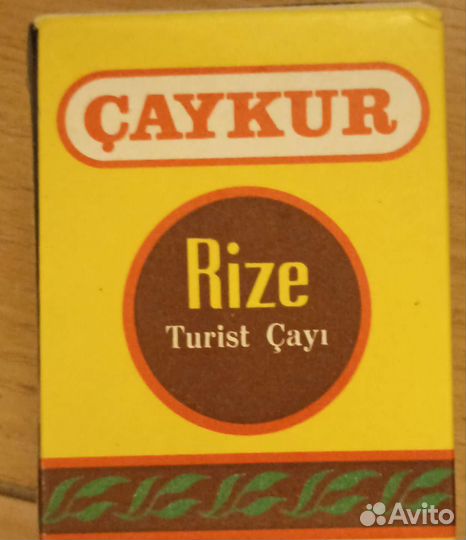 ÇAYKUR
Rize
Turist Çayı
Avito